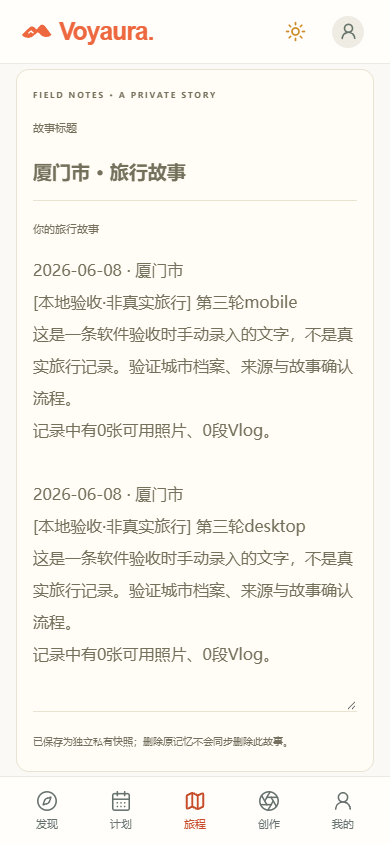 Voyaura.
FIELD NOTES • A PRIVATE STORY
故事标题
厦门市 • 旅行故事
你的旅行故事
2026-06-08 · 厦门市
[本地验收·非真实旅行] 第三轮mobile
这是一条软件验收时手动录入的文字，不是真
实旅行记录。验证城市档案、来源与故事确认
流程。
记录中有0张可用照片、0段Vlog。
2026-06-08 · 厦门市
[本地验收·非真实旅行] 第三轮desktop
这是一条软件验收时手动录入的文字，不是真
实旅行记录。验证城市档案、来源与故事确认
流程。
记录中有0张可用照片、0段Vlog。
已保存为独立私有快照；删除原记忆不会同步删除此故事。
发现 计划 旅程 创作 我的